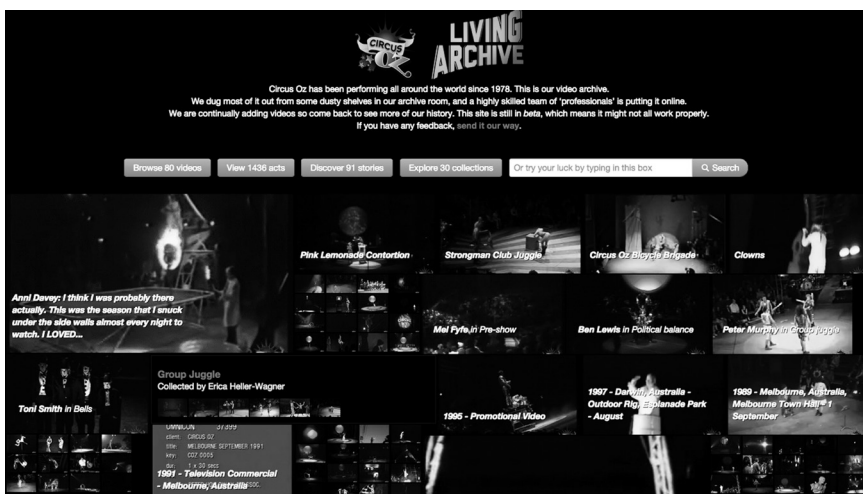 CIRCUS
OZ
LIVING
ARCHIVE
Circus Oz has been performing all around the world since 1978. This is our video archive.
We dug most of it out from some dusty shelves in our archive room, and a highly skilled team of ‘professionals’ is putting it online.
We are continually adding videos so come back to see more of our history. This site is still in beta, which means it might not all work properly.
If you have any feedback, send it our way.
Browse 80 videos
View 1436 acts
Discover 91 stories
Explore 30 collections
Or try your luck by typing in this box
Search
Pink Lemonade Contortion
Strongman Club Juggle
Circus Oz Bicycle Brigade
Clowns
Anni Davey: I think I was probably there
actually. This was the season that I snuck
under the side walls almost every night to
watch. I LOVED...
Mel Fyfe in Pre-show
Ben Lewis in Political balance
Peter Murphy in Group juggle
Toni Smith in Bells
Group Juggle
Collected by Erica Heller-Wagner
1995 - Promotional Video
1997 - Darwin, Australia -
Outdoor Rig, Esplanade Park
- August
1989 - Melbourne, Australia,
Melbourne Town Hall - 1
September
OMNICON 37399
client: CIRCUS OZ
title: MELBOURNE SEPTEMBER 1991
key: COZ 0005
dur: 1 x 30 secs
1991 - Television Commercial
- Melbourne, Australia